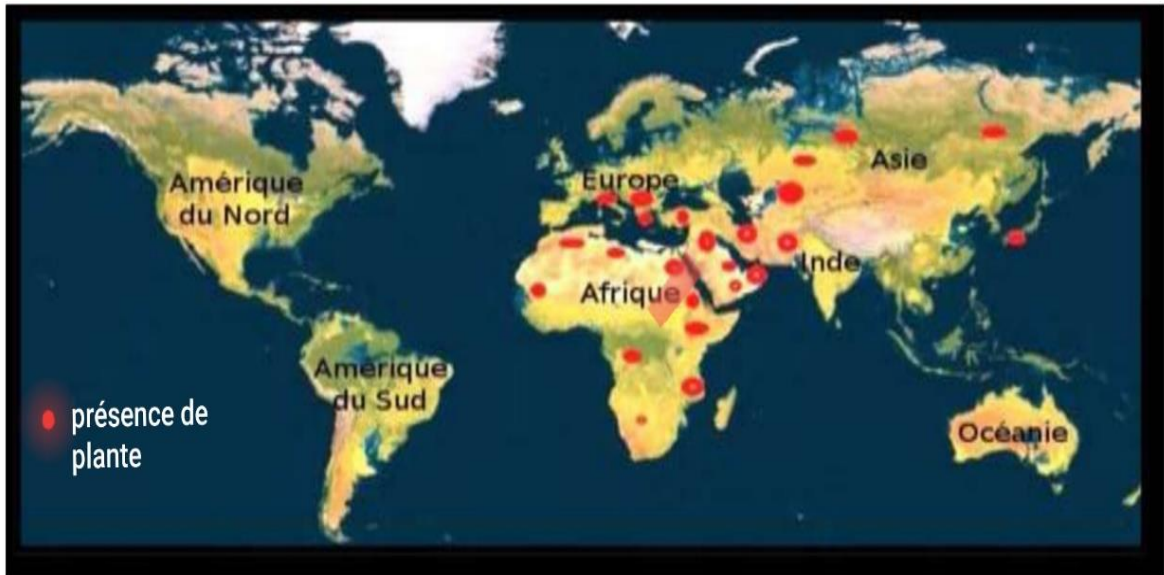 Amérique
du Nord
Europe
Asie
Inde
Afrique
Amérique
du Sud
Océanie
présence de
plante